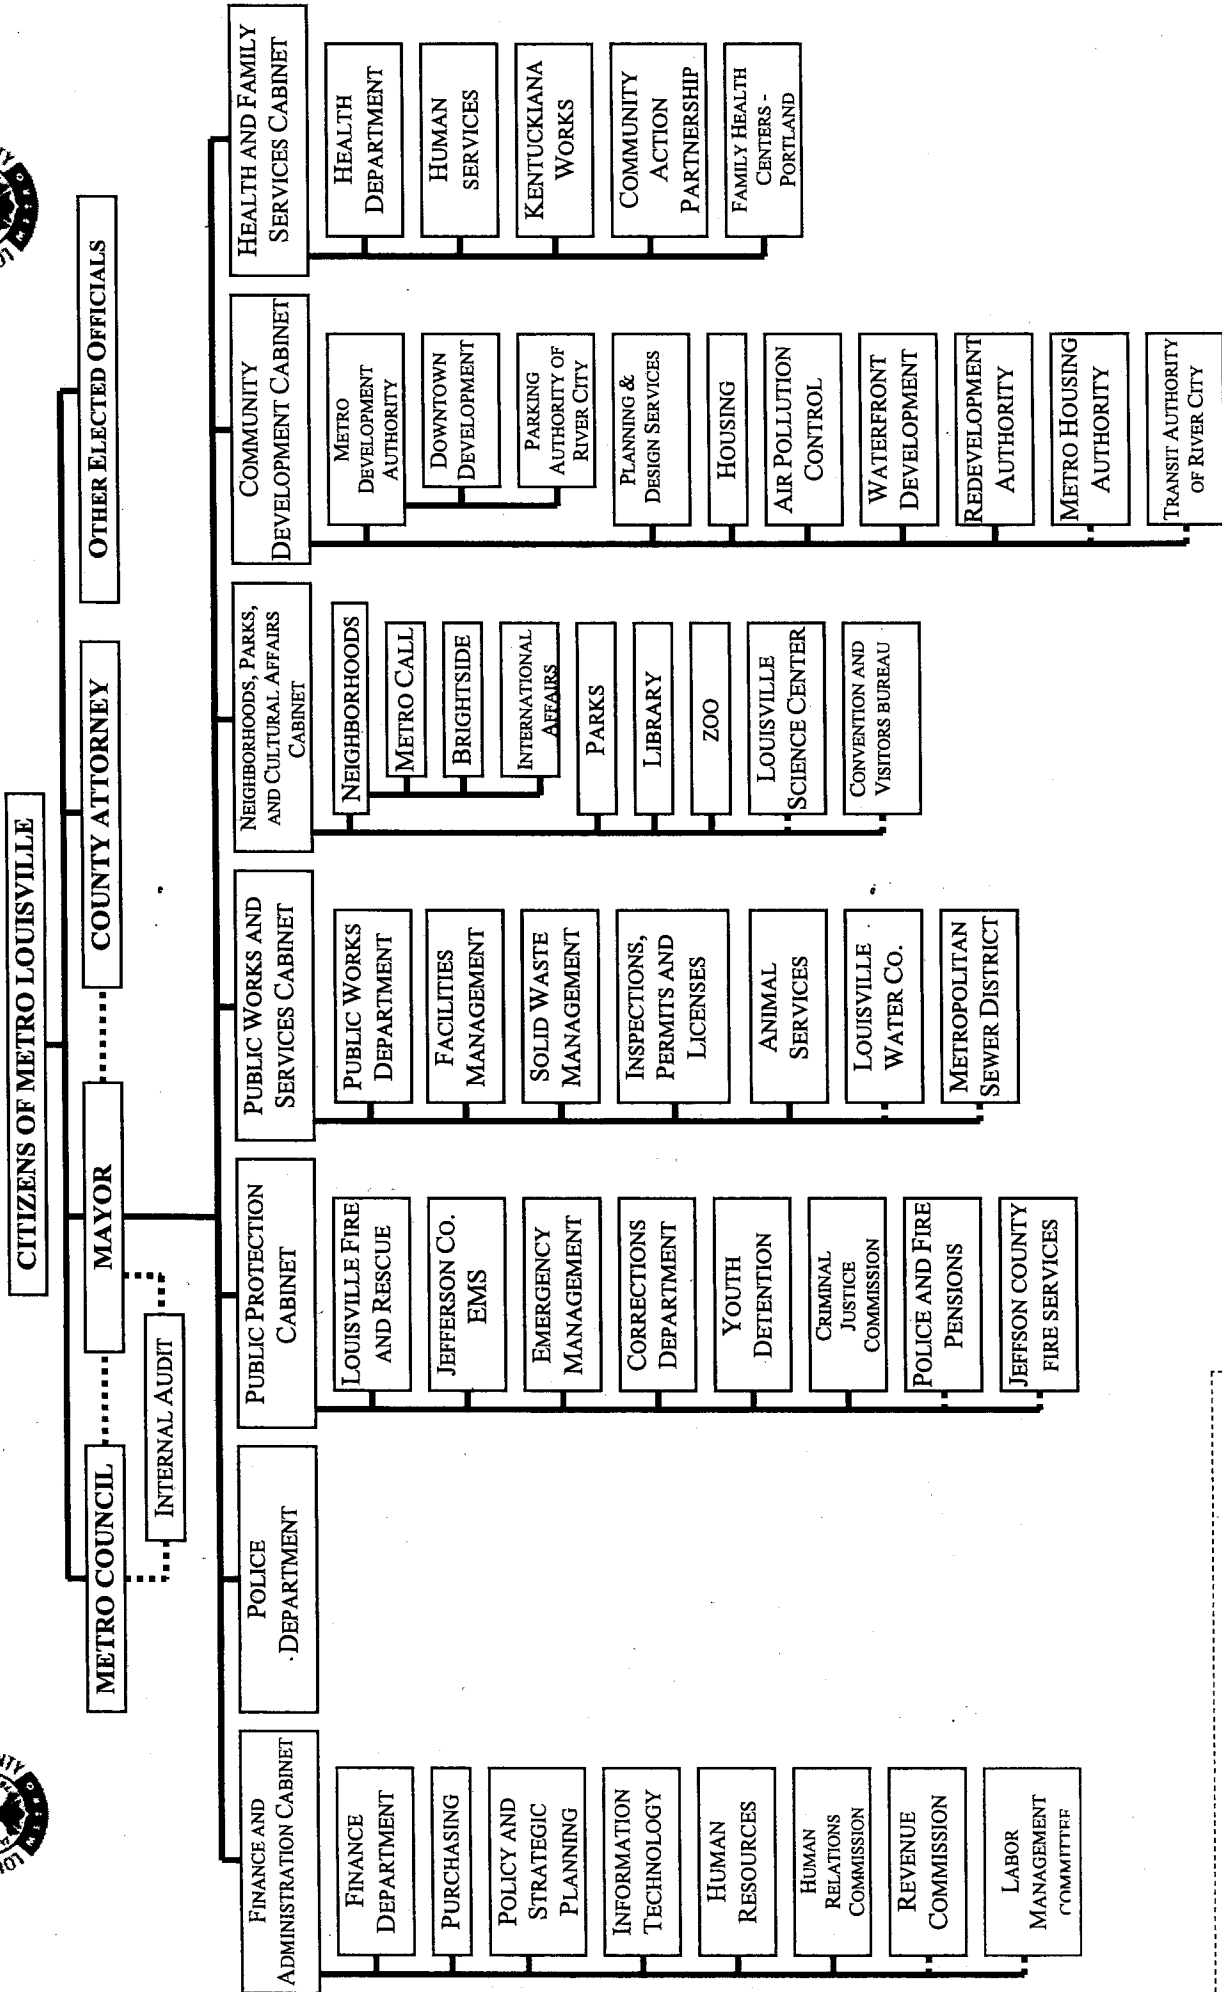 CITIZENS OF METRO LOUISVILLE
METRO COUNCIL
MAYOR
COUNTY ATTORNEY
OTHER ELECTED OFFICIALS
INTERNAL AUDIT
FINANCE AND
ADMINISTRATION CABINET
FINANCE
DEPARTMENT
PURCHASING
POLICY AND
STRATEGIC
PLANNING
INFORMATION
TECHNOLOGY
HUMAN
RESOURCES
HUMAN
RELATIONS
COMMISSION
REVENUE
COMMISSION
LABOR
MANAGEMENT
COMMITTEE
POLICE
DEPARTMENT
PUBLIC PROTECTION
CABINET
LOUISVILLE FIRE
AND RESCUE
JEFFERSON CO.
EMS
EMERGENCY
MANAGEMENT
CORRECTIONS
DEPARTMENT
YOUTH
DETENTION
CRIMINAL
JUSTICE
COMMISSION
POLICE AND FIRE
PENSIONS
JEFFSON COUNTY
FIRE SERVICES
PUBLIC WORKS AND
SERVICES CABINET
PUBLIC WORKS
DEPARTMENT
FACILITIES
MANAGEMENT
SOLID WASTE
MANAGEMENT
INSPECTIONS,
PERMITS AND
LICENSES
ANIMAL
SERVICES
LOUISVILLE
WATER CO.
METROPOLITAN
SEWER DISTRICT
NEIGHBORHOODS, PARKS,
AND CULTURAL AFFAIRS
CABINET
NEIGHBORHOODS
METRO CALL
BRIGHTSIDE
INTERNATIONAL
AFFAIRS
PARKS
LIBRARY
ZOO
LOUISVILLE
SCIENCE CENTER
CONVENTION AND
VISITORS BUREAU
COMMUNITY
DEVELOPMENT CABINET
METRO
DEVELOPMENT
AUTHORITY
DOWNTOWN
DEVELOPMENT
PARKING
AUTHORITY OF
RIVER CITY
PLANNING &
DESIGN SERVICES
HOUSING
AIR POLLUTION
CONTROL
WATERFRONT
DEVELOPMENT
REDEVELOPMENT
AUTHORITY
METRO HOUSING
AUTHORITY
TRANSIT AUTHORITY
OF RIVER CITY
HEALTH AND FAMILY
SERVICES CABINET
HEALTH
DEPARTMENT
HUMAN
SERVICES
KENTUCKIANA
WORKS
COMMUNITY
ACTION
PARTNERSHIP
FAMILY HEALTH
CENTERS -
PORTLAND